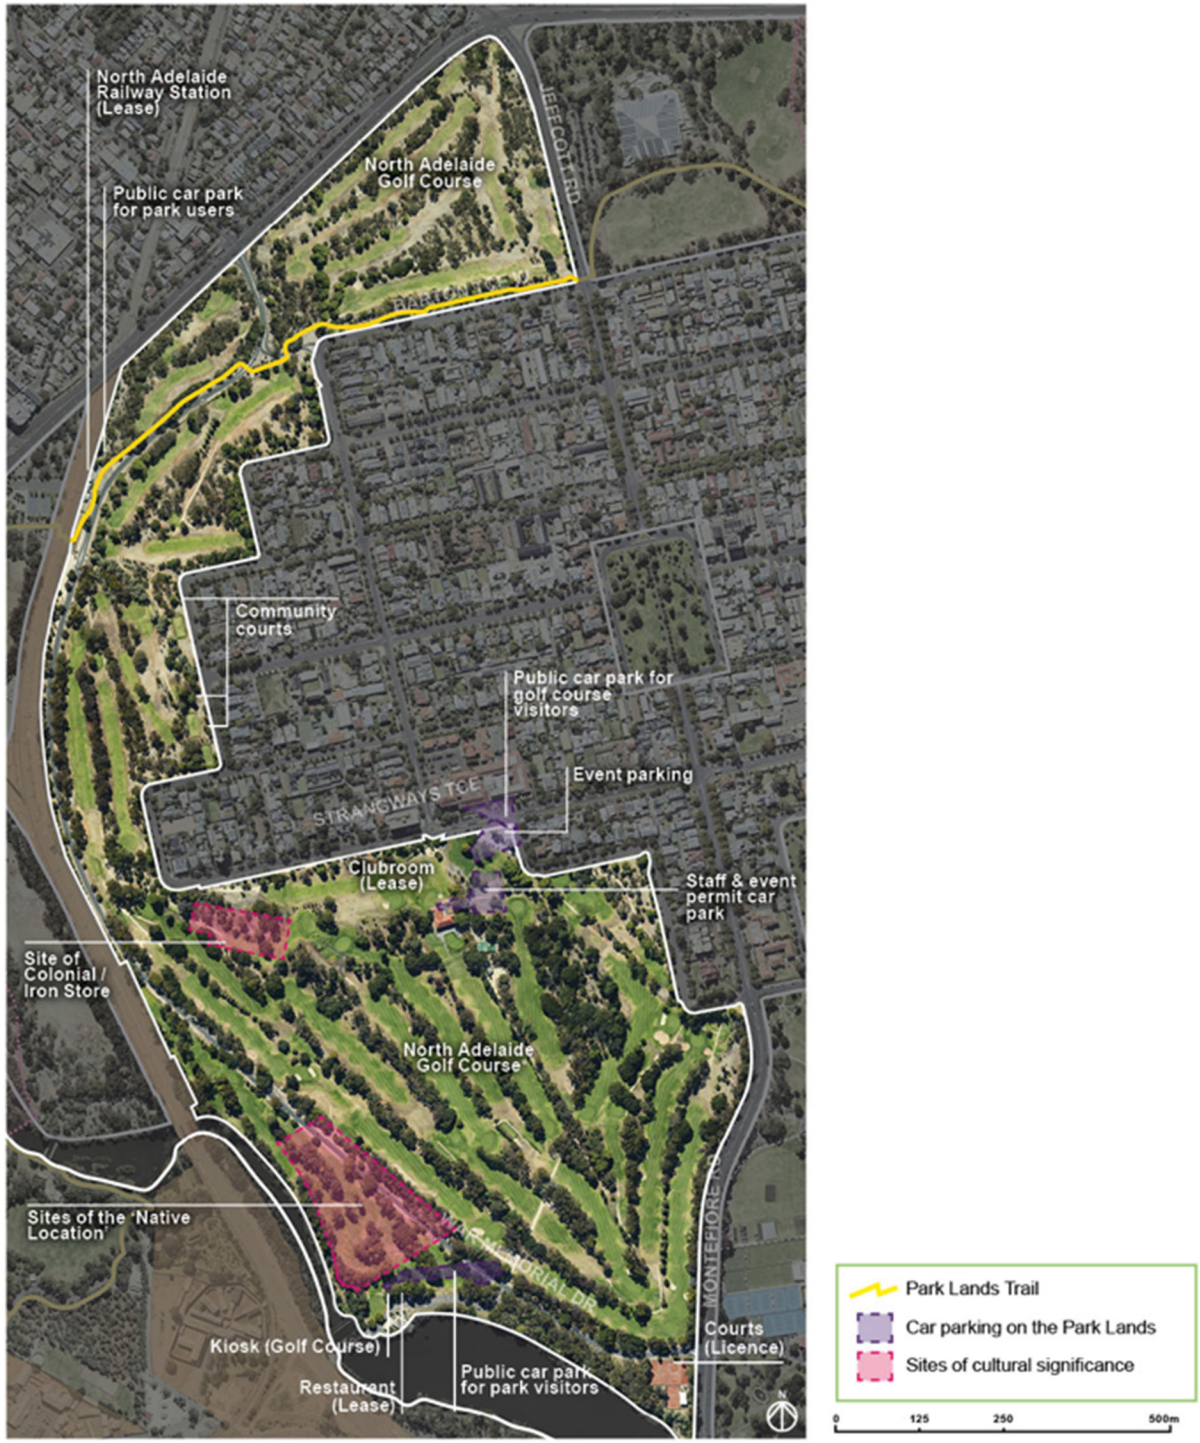 North Adelaide
Railway Station
(Lease)
Public car park
for park users
North Adelaide
Golf Course
JEFFCOTT RD
BARTON
Community
courts
Public car park for
golf course
visitors
Event parking
STRANGWAYS TCE
Clubroom
(Lease)
Staff & event
permit car
park
Site of
Colonial /
Iron Store
North Adelaide
Golf Course
Sites of the 'Native
Location'
WAR MEMORIAL DR
MONTEFIORE RD
Kiosk (Golf Course)
Restaurant
(Lease)
Public car park
for park visitors
Courts
(Licence)
N
Park Lands Trail
Car parking on the Park Lands
Sites of cultural significance
0 125 250 500m